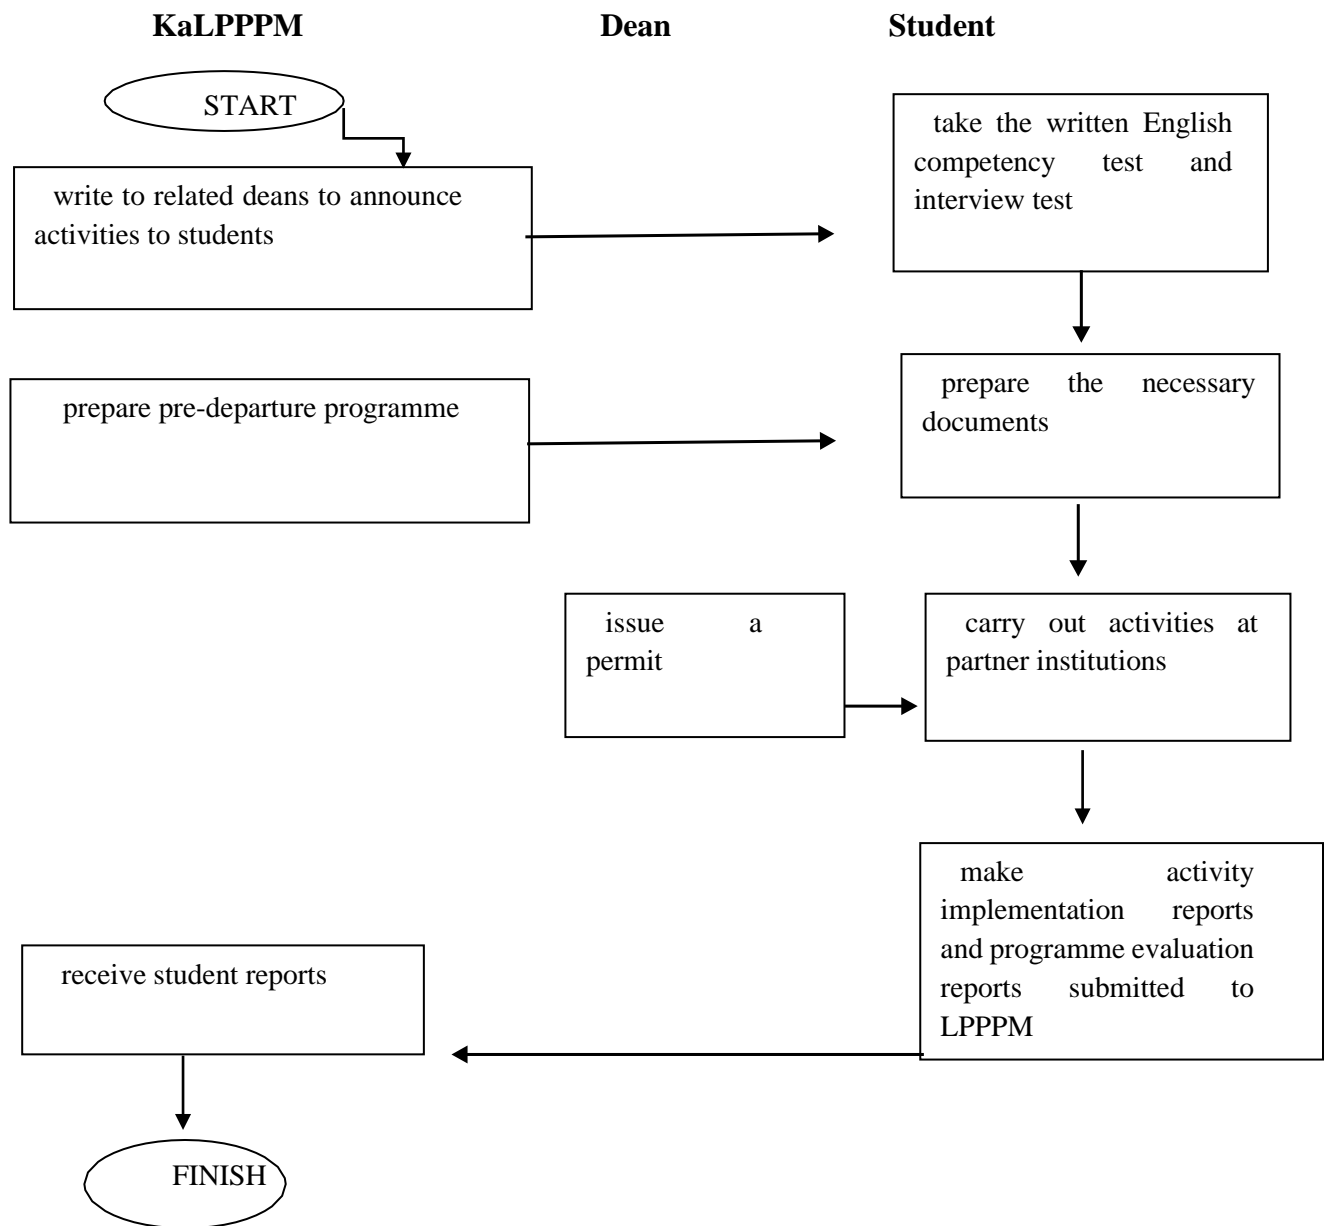 KaLPPPM Dean Student
START
write to related deans to announce
activities to students
take the written English
competency test and
interview test
prepare pre-departure programme
prepare the necessary
documents
issue a
permit
carry out activities at
partner institutions
make activity
implementation reports
and programme evaluation
reports submitted to
LPPPM
receive student reports
FINISH